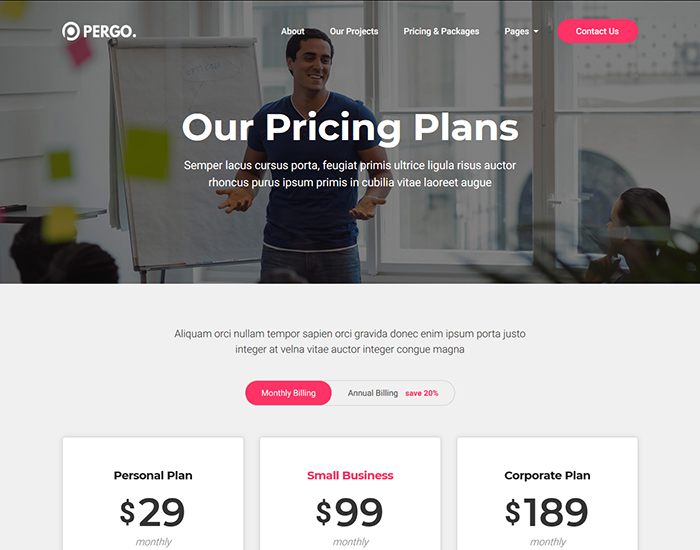 PERGO.
About
Our Projects
Pricing & Packages
Pages
Contact Us
Our Pricing Plans
Semper lacus cursus porta, feugiat primis ultrice ligula risus auctor
rhoncus purus ipsum primis in cubilia vitae laoreet augue
Aliquam orci nullam tempor sapien orci gravida donec enim ipsum porta justo
integer at velna vitae auctor integer congue magna
Monthly Billing
Annual Billing save 20%
Personal Plan
$29
monthly
Small Business
$99
monthly
Corporate Plan
$189
monthly